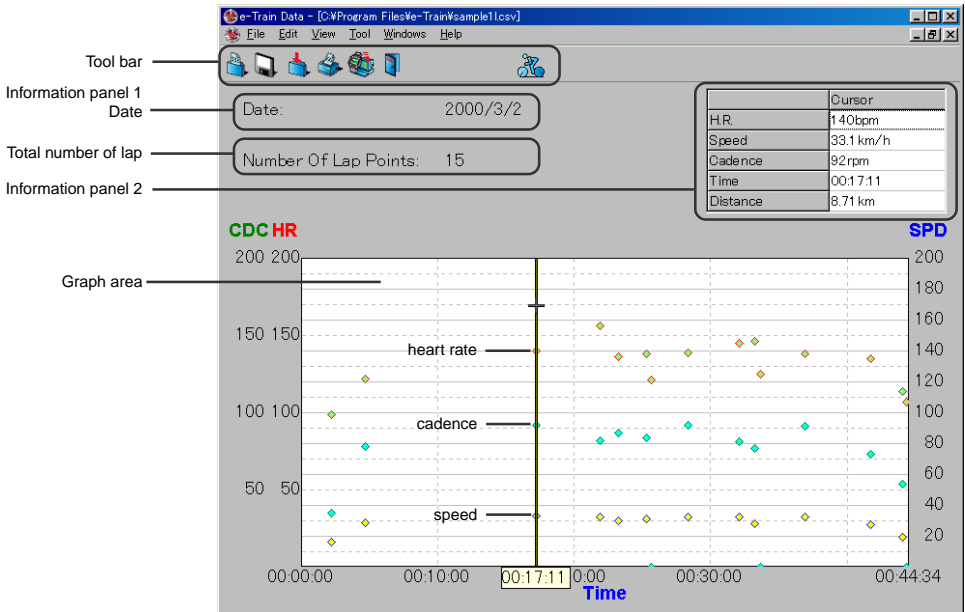 e-Train Data - [C:¥Program Files¥e-Train¥sample1l.csv]
File Edit View Tool Windows Help
Tool bar
Information panel 1
Date
Date: 2000/3/2
Total number of lap
Number Of Lap Points: 15
Information panel 2
Cursor
H.R. 140bpm
Speed 33.1 km/h
Cadence 92rpm
Time 00:17:11
Distance 8.71 km
CDC HR SPD
200 200 200
180
Graph area
160
150 150
heart rate
140
120
100 100 100
cadence
80
60
50 50
40
speed
20
00:00:00 00:10:00 00:17:11 0:00 00:30:00 00:44:34
Time